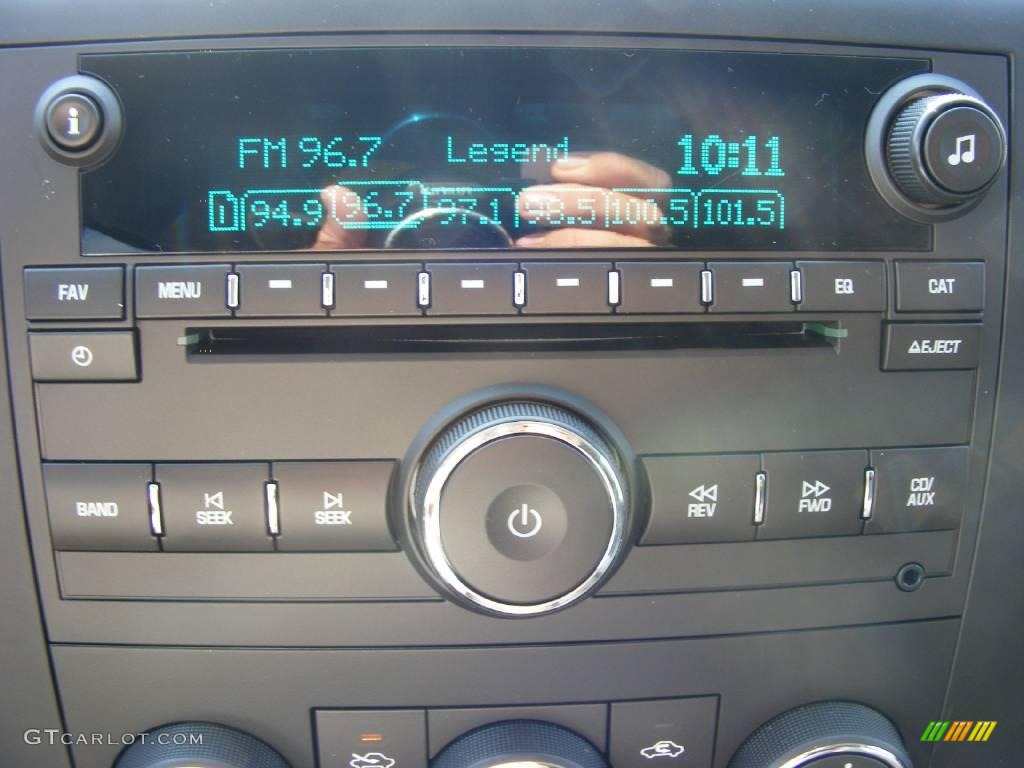 i
FM 96.7 Legend 10:11
1 94.9 96.7 97.1 98.5 100.5 101.5
FAV MENU EQ CAT
EJECT
BAND SEEK SEEK REV FWD CD/
AUX
GTCARLOT.COM